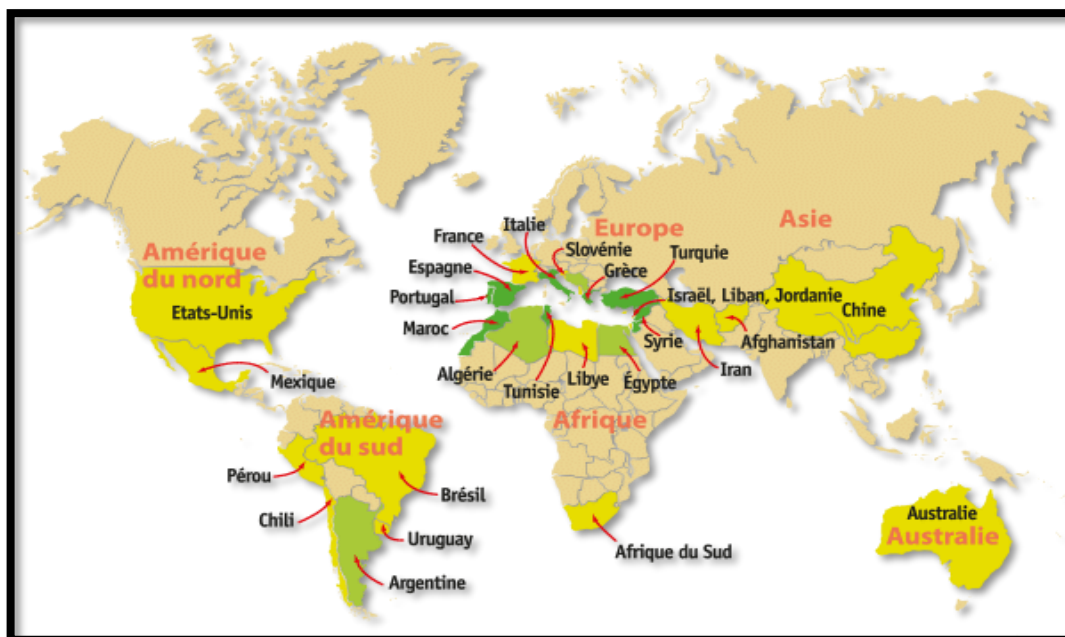 Amérique
du nord
Etats-Unis
Mexique
Amérique
du sud
Pérou
Brésil
Chili
Uruguay
Argentine
Europe
Asie
Italie
France
Slovénie
Espagne
Grèce
Turquie
Portugal
Israël, Liban, Jordanie
Maroc
Chine
Syrie
Afghanistan
Algérie
Tunisie
Libye
Égypte
Iran
Afrique
Afrique du Sud
Australie
Australie